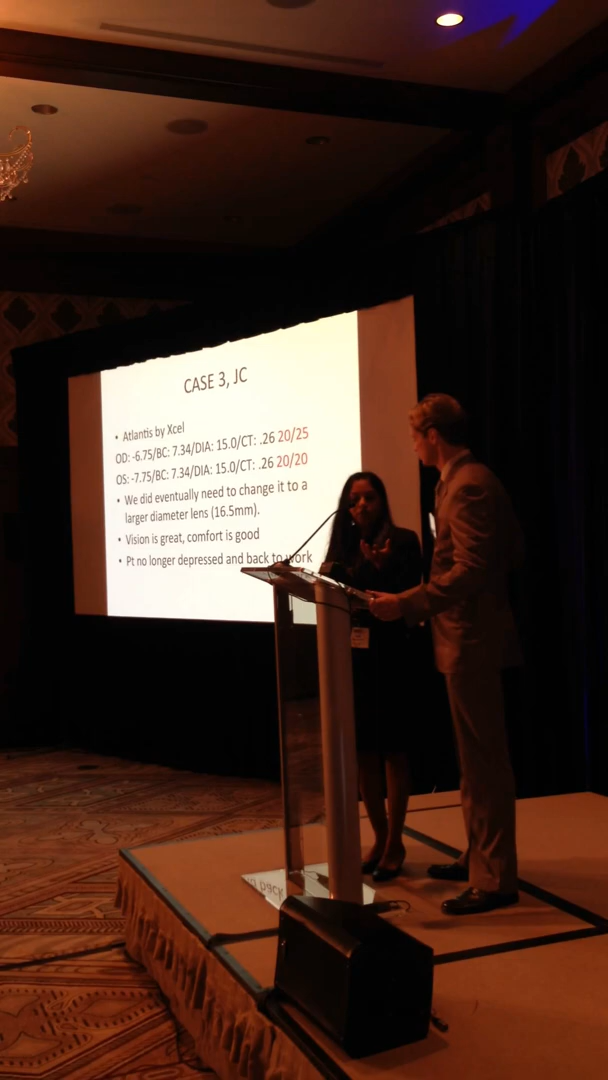 CASE 3, JC
• Atlantis by Xcel
OD: -6.75/BC: 7.34/DIA: 15.0/CT: .26 20/25
OS: -7.75/BC: 7.34/DIA: 15.0/CT: .26 20/20
• We did eventually need to change it to a
larger diameter lens (16.5mm).
• Vision is great, comfort is good
• Pt no longer depressed and back to work